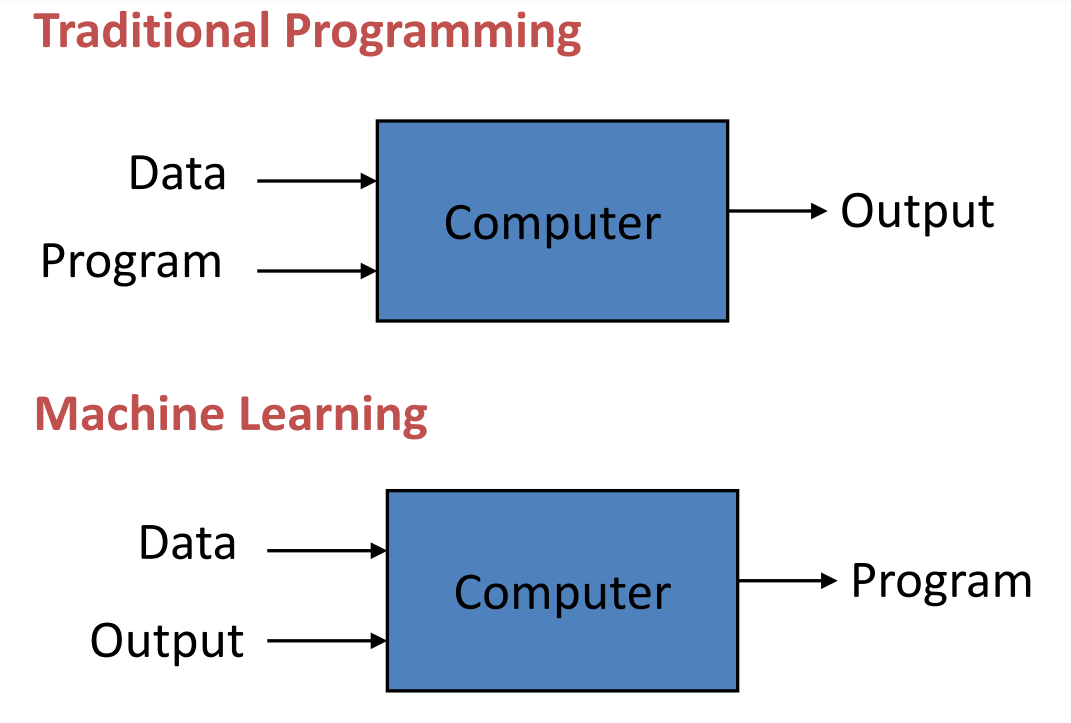 Traditional Programming
Data
Program
Computer
Output
Machine Learning
Data
Output
Computer
Program